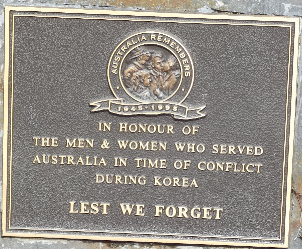 AUSTRALIA REMEMBERS
1945-1995
IN HONOUR OF
THE MEN & WOMEN WHO SERVED
AUSTRALIA IN TIME OF CONFLICT
DURING KOREA
LEST WE FORGET